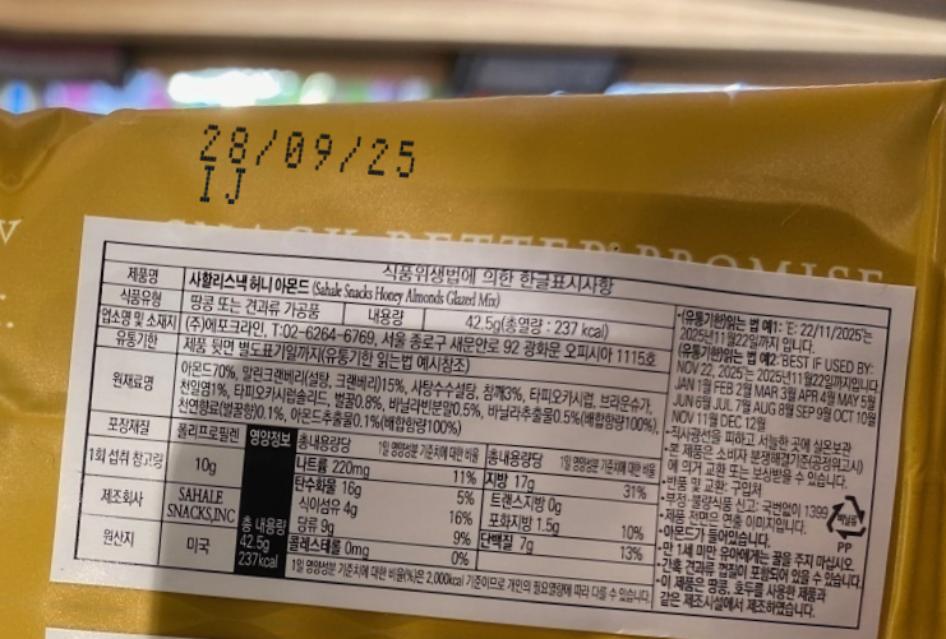 28/09/25
IJ
SNACK BETTER PROMISE
식품위생법에 의한 한글표시사항
제품명 사할리스낵 허니 아몬드 (Sahale Snacks Honey Almonds Glazed Mix)
식품유형 땅콩 또는 견과류 가공품 내용량 42.5g(총열량 : 237 kcal)
업소명 및 소재지 (주)에포크라인, T:02-6264-6769, 서울 종로구 새문안로 92 광화문 오피시아 1115호
유통기한 제품 뒷면 별도표기일까지(유통기한 읽는법 예시참조)
원재료명 아몬드70%, 말린크랜베리(설탕, 크랜베리)15%, 사탕수수설탕, 참깨3%, 타피오카시럽, 브라운슈가,
천일염1%, 타피오카시럽솔리드, 벌꿀0.8%, 바닐라빈분말0.5%, 바닐라추출물0.5%(배합함량100%),
천연향료(벌꿀향)0.1%, 아몬드추출물0.1%(배합함량100%)
포장재질 폴리프로필렌
1회 섭취 참고량 10g
제조회사 SAHALE
SNACKS,INC
원산지 미국
영양정보
총 내용량
42.5g
237kcal
총내용량당 1일 영양성분 기준치에 대한 비율
나트륨 220mg 11%
탄수화물 16g 5%
식이섬유 4g 16%
당류 9g 9%
콜레스테롤 0mg 0%
총내용량당 1일 영양성분 기준치에 대한 비율
지방 17g 31%
트랜스지방 0g
포화지방 1.5g 10%
단백질 7g 13%
1일 영양성분 기준치에 대한 비율(%)은 2,000kcal 기준이므로 개인의 필요열량에 따라 다를 수 있습니다.
•(유통기한)읽는 법 예1: 'E: 22/11/2025'는
2025년11월22일까지 입니다.
(유통기한)읽는 법 예2:'BEST IF USED BY:
NOV 22, 2025'는 2025년11월22일까지입니다
JAN 1월 FEB 2월 MAR 3월 APR 4월 MAY 5월
JUN 6월 JUL 7월 AUG 8월 SEP 9월 OCT 10월
NOV 11월 DEC 12월
•직사광선을 피하고 서늘한 곳에 실온보관
•본 제품은 소비자 분쟁해결기준(공정위고시)
에 의거 교환 또는 보상받을 수 있습니다.
•반품 및 교환: 구입처
•부정·불량식품 신고: 국번없이 1399
•제품 전면은 연출 이미지입니다.
•아몬드가 들어있습니다.
•만 1세 미만 유아에게는 꿀을 주지 마십시오.
•간혹 견과류 껍질이 포함되어 있을 수 있습니다.
•이 제품은 땅콩, 호두를 사용한 제품과
같은 제조시설에서 제조하였습니다.
비닐류
PP